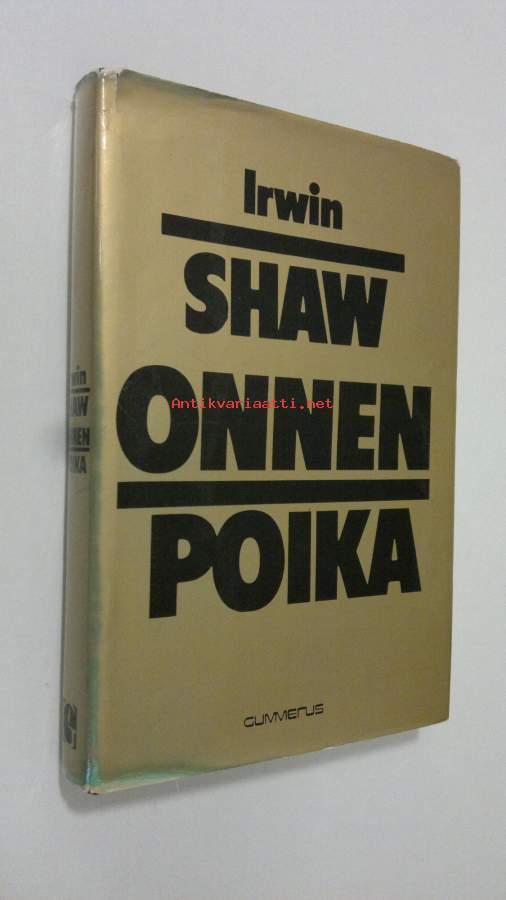 Irwin
SHAW
ONNEN
Antikvariaatti.net
POIKA
GUMMERUS
Irwin
SHAW
ONNEN
POIKA
G